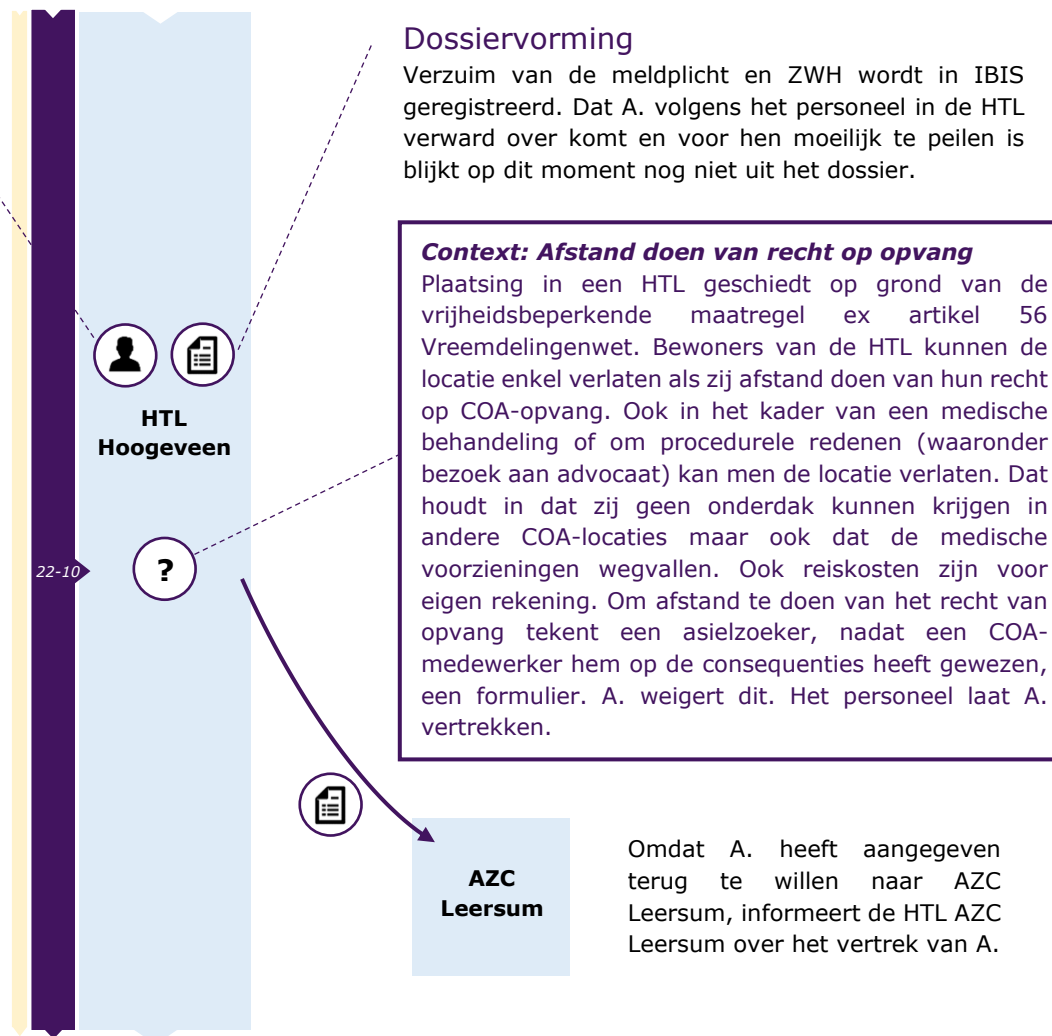 Dossiervorming
Verzuim van de meldplicht en ZWH wordt in IBIS
geregistreerd. Dat A. volgens het personeel in de HTL
verward over komt en voor hen moeilijk te peilen is
blijkt op dit moment nog niet uit het dossier.
Context: Afstand doen van recht op opvang
Plaatsing in een HTL geschiedt op grond van de
vrijheidsbeperkende maatregel ex artikel 56
Vreemdelingenwet. Bewoners van de HTL kunnen de
locatie enkel verlaten als zij afstand doen van hun recht
op COA-opvang. Ook in het kader van een medische
behandeling of om procedurele redenen (waaronder
bezoek aan advocaat) kan men de locatie verlaten. Dat
houdt in dat zij geen onderdak kunnen krijgen in
andere COA-locaties maar ook dat de medische
voorzieningen wegvallen. Ook reiskosten zijn voor
eigen rekening. Om afstand te doen van het recht van
opvang tekent een asielzoeker, nadat een COA-
medewerker hem op de consequenties heeft gewezen,
een formulier. A. weigert dit. Het personeel laat A.
vertrekken.
HTL
Hoogeveen
22-10
?
AZC
Leersum
Omdat A. heeft aangegeven
terug te willen naar AZC
Leersum, informeert de HTL AZC
Leersum over het vertrek van A.